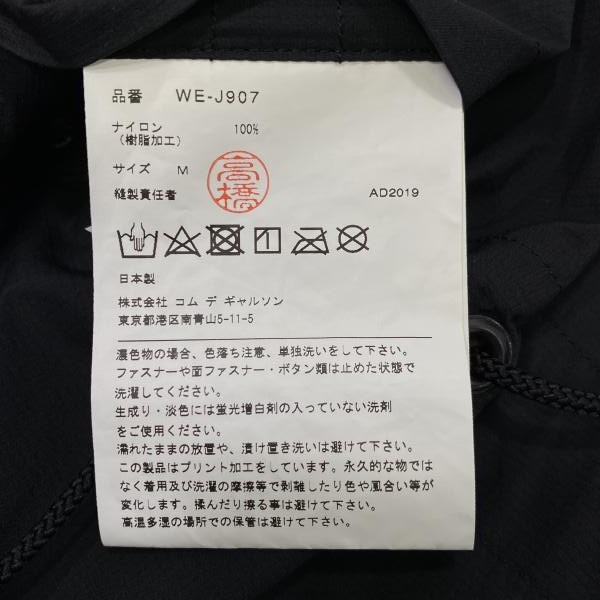 品番 WE-J907
ナイロン 100%
(樹脂加工)
サイズ M
高橋
縫製責任者 AD2019
日本製
株式会社 コム デ ギャルソン
東京都港区南青山5-11-5
濃色物の場合、色落ち注意、単独洗いをして下さい。
ファスナーや面ファスナー・ボタン類は止めた状態で
洗濯してください。
生成り・淡色には蛍光増白剤の入っていない洗剤
をご使用ください。
濡れたままの放置や、漬け置き洗いは避けて下さい。
この製品はプリント加工をしています。永久的な物では
なく着用及び洗濯の摩擦等で剥離したり色や風合い等が
変化します。揉んだり擦る事は避けて下さい。
高温多湿の場所での保管は避けて下さい。